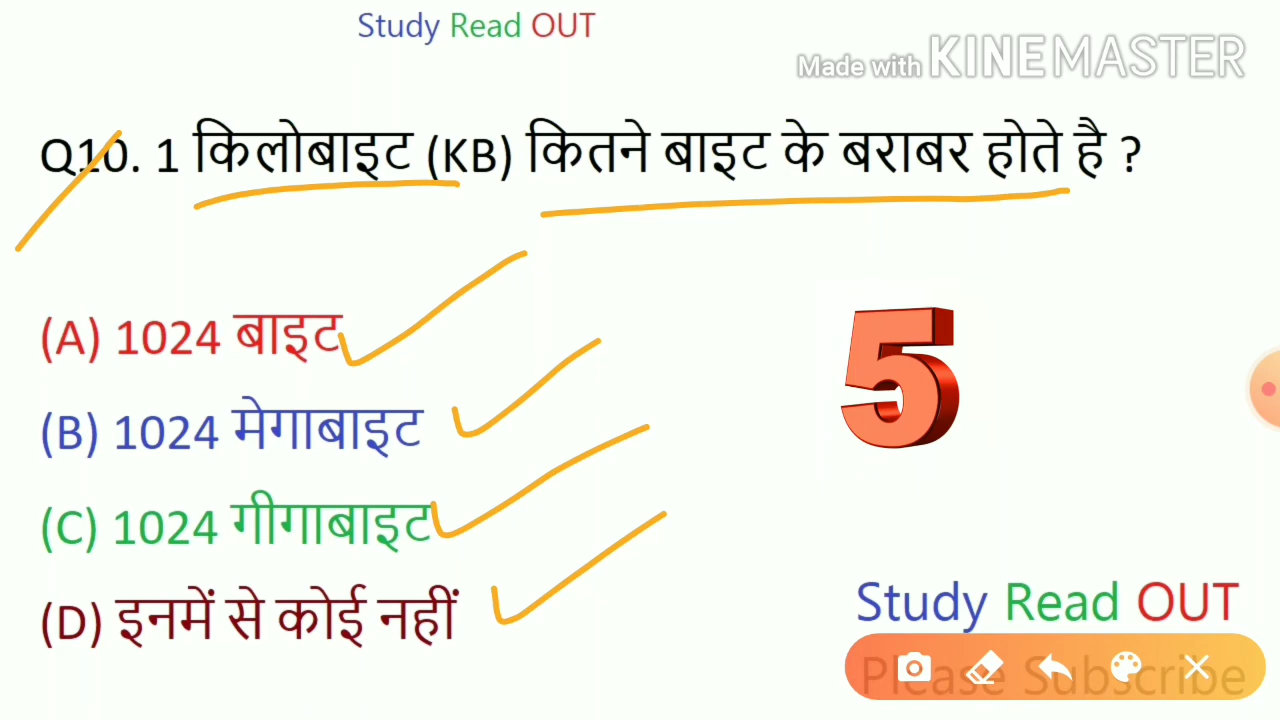 Study Read OUT
Made with KINEMASTER
Q10. 1 किलोबाइट (KB) कितने बाइट के बराबर होते है ?
(A) 1024 बाइट
(B) 1024 मेगाबाइट
(C) 1024 गीगाबाइट
(D) इनमें से कोई नहीं
5
Study Read OUT
Please Subscribe